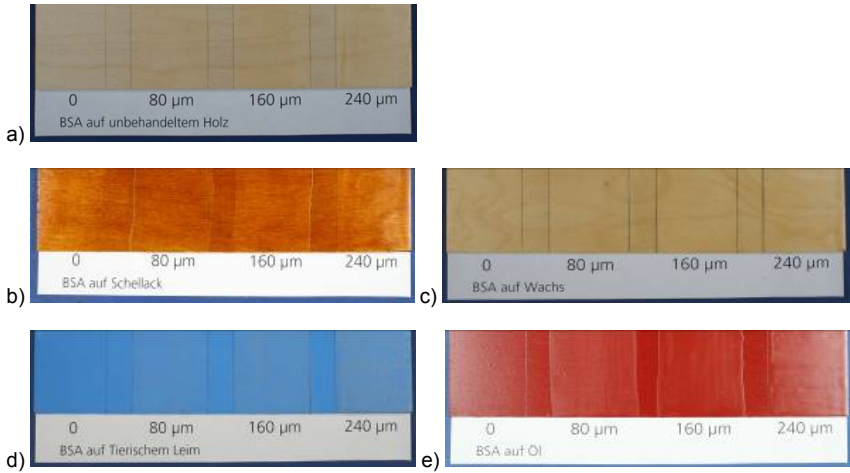 0 80 µm 160 µm 240 µm
BSA auf unbehandeltem Holz
a)
0 80 µm 160 µm 240 µm
BSA auf Schellack
b)
0 80 µm 160 µm 240 µm
BSA auf Wachs
c)
0 80 µm 160 µm 240 µm
BSA auf Tierischem Leim
d)
0 80 µm 160 µm 240 µm
BSA auf Öl
e)